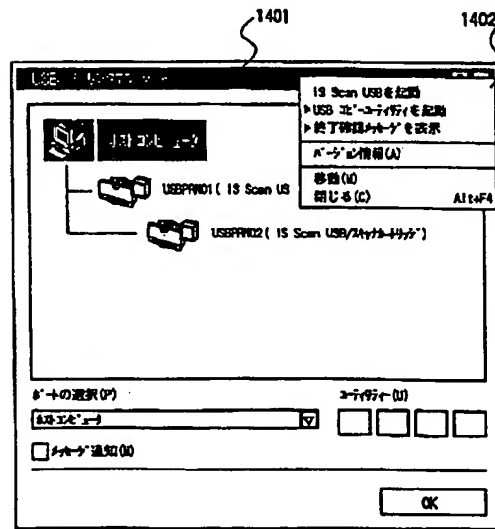 1401
1402
USB
IS Scan USBを起動
▶USB コピーユーティリティを起動
▶終了確認メッセージを表示
バージョン情報(A)
移動(M)
閉じる(C) Alt+F4
ホストコンピュータ
USBPRN01( IS Scan US
USBPRN02( IS Scan USB/スキャナカートリッジ)
ポートの選択(P)
ユーティリティー(U)
ホストコンピュータ
メッセージ通知(M)
OK